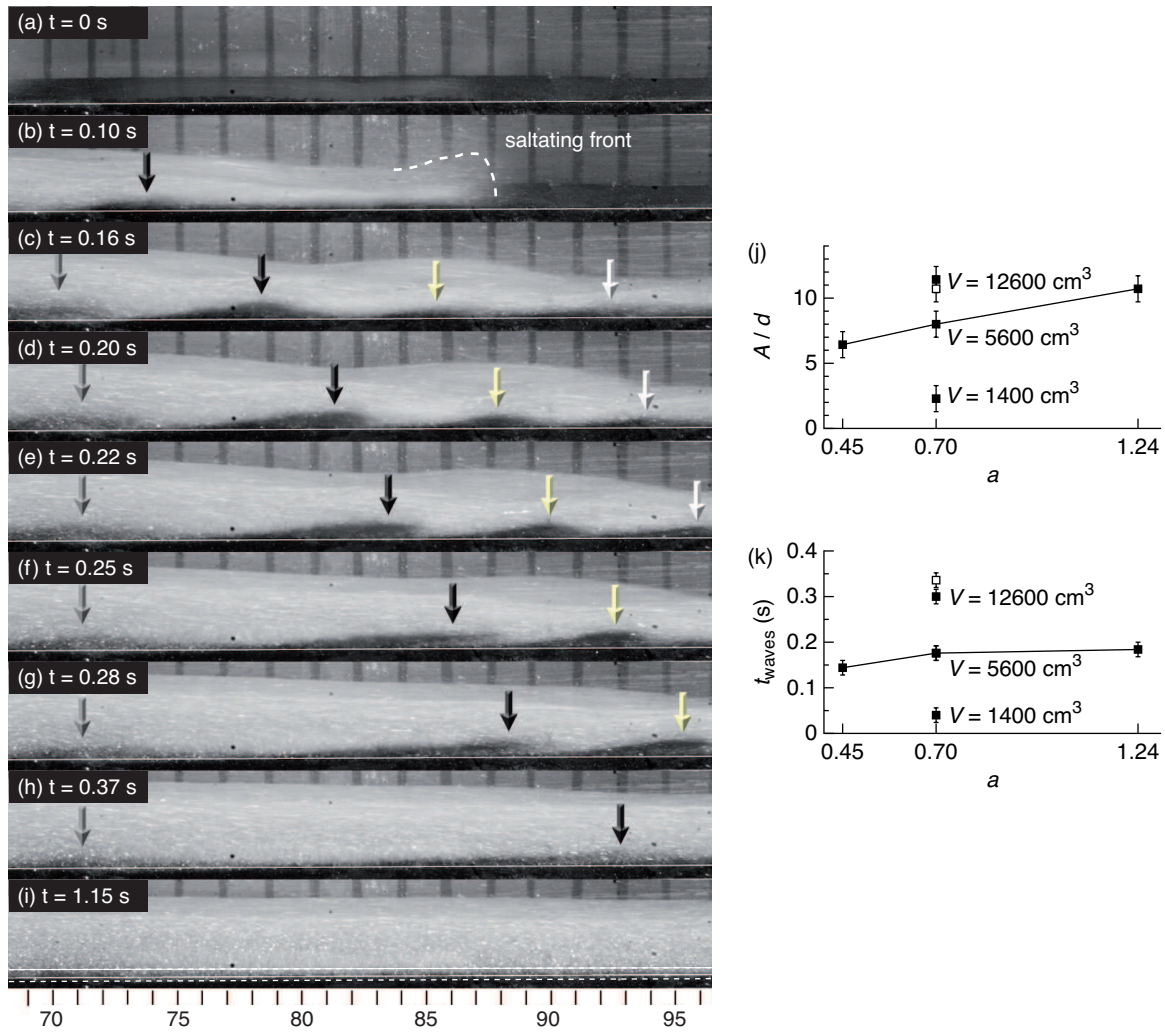 (a) t = 0 s
(b) t = 0.10 s
saltating front
(c) t = 0.16 s
(d) t = 0.20 s
(e) t = 0.22 s
(f) t = 0.25 s
(g) t = 0.28 s
(h) t = 0.37 s
(i) t = 1.15 s
70 75 80 85 90 95
(j)
A / d
10
5
0
V = 12600 cm³
V = 5600 cm³
V = 1400 cm³
0.45 0.70 1.24
a
(k)
t_waves (s)
0.4
0.3
0.2
0.1
0
V = 12600 cm³
V = 5600 cm³
V = 1400 cm³
0.45 0.70 1.24
a